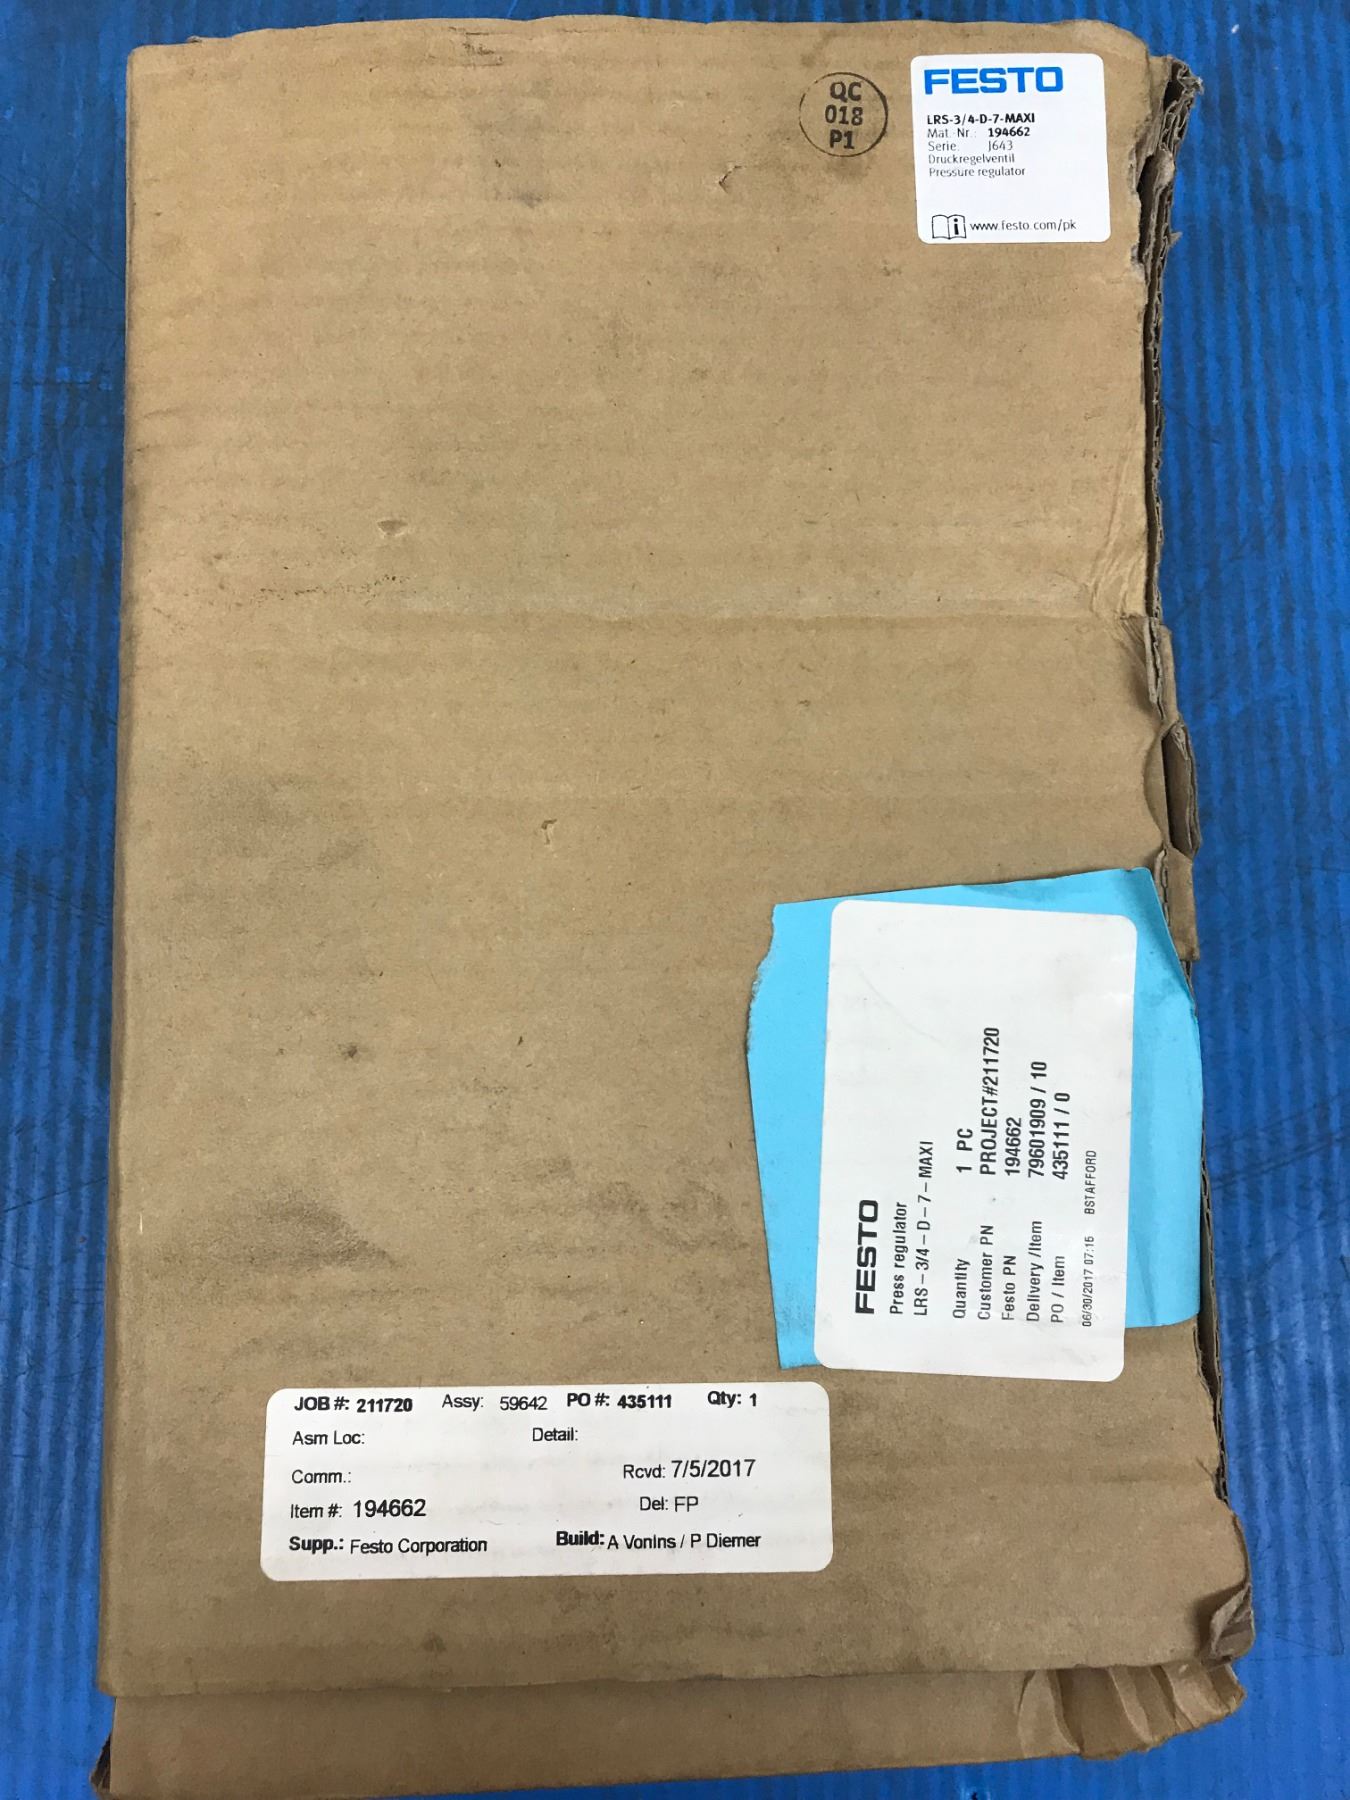 QC
018
P1
FESTO
LRS-3/4-D-7-MAXI
Mat.-Nr.: 194662
Serie. J643
Druckregelventil
Pressure regulator
www.festo.com/pk
FESTO
Press regulator
LRS-3/4-D-7-MAXI
Quantity 1 PC
Customer PN PROJECT#211720
Festo PN 194662
Delivery /Item 79601909 / 10
PO / Item 435111 / 0
06/30/2017 07:15 BSTAFFORD
JOB #: 211720 Assy: 59642 PO #: 435111 Qty: 1
Asm Loc: Detail:
Comm.: Rcvd: 7/5/2017
Item #: 194662 Del: FP
Supp.: Festo Corporation Build: A VonIns / P Diemer